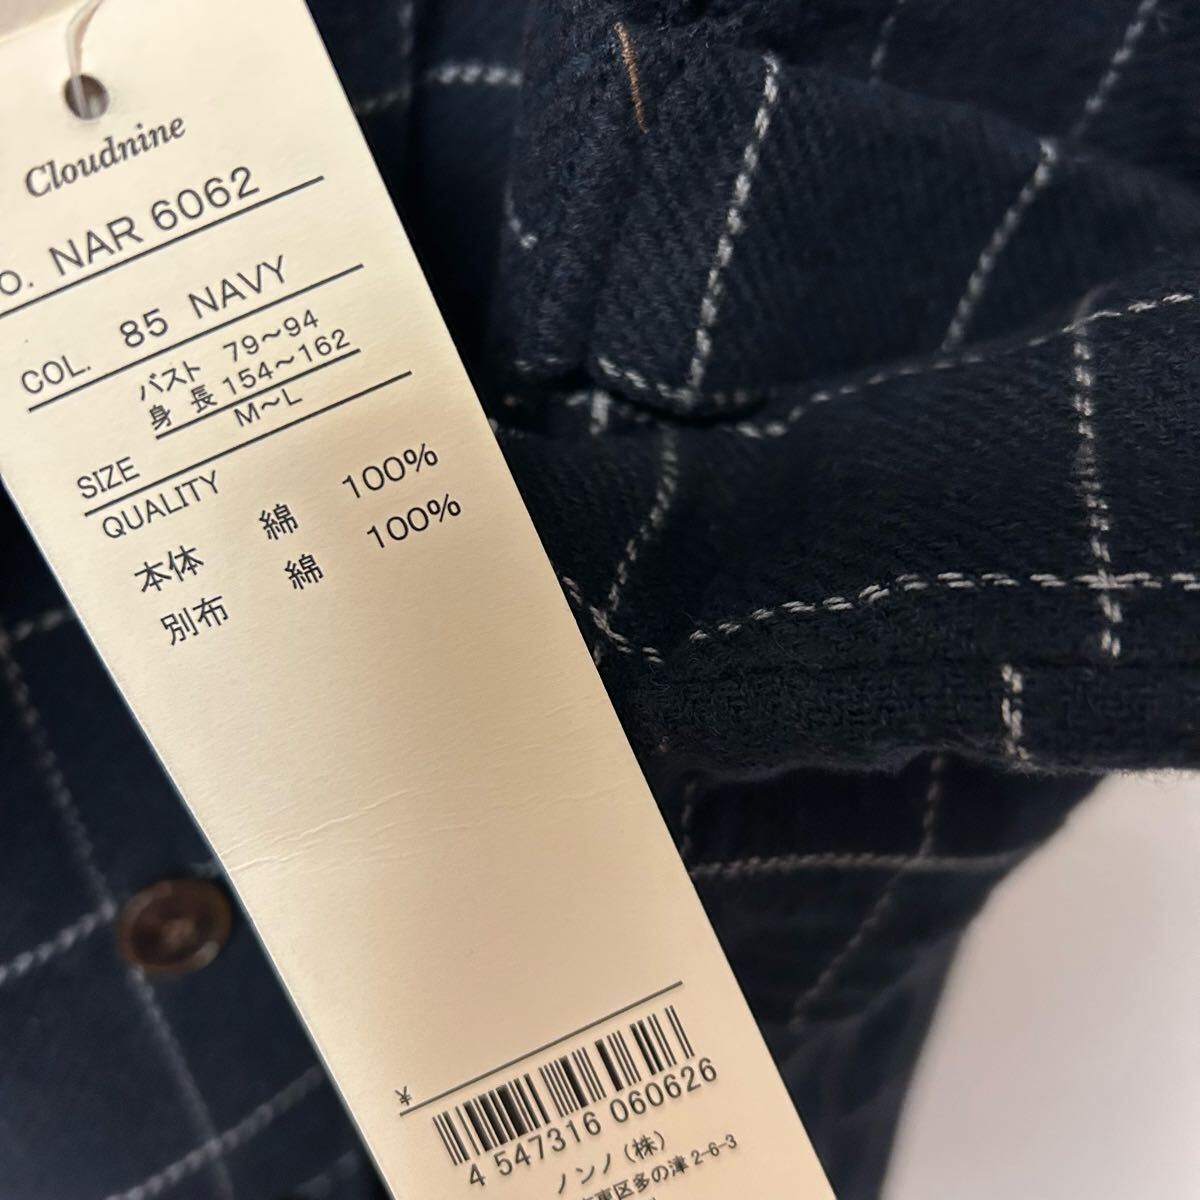 Cloudnine
o. NAR 6062
COL. 85 NAVY
バスト 79～94
身長 154～162
SIZE M～L
QUALITY
本体 綿 100%
別布 綿 100%
¥
4 547316 060626
ノンノ(株)
東区多の津 2-6-3